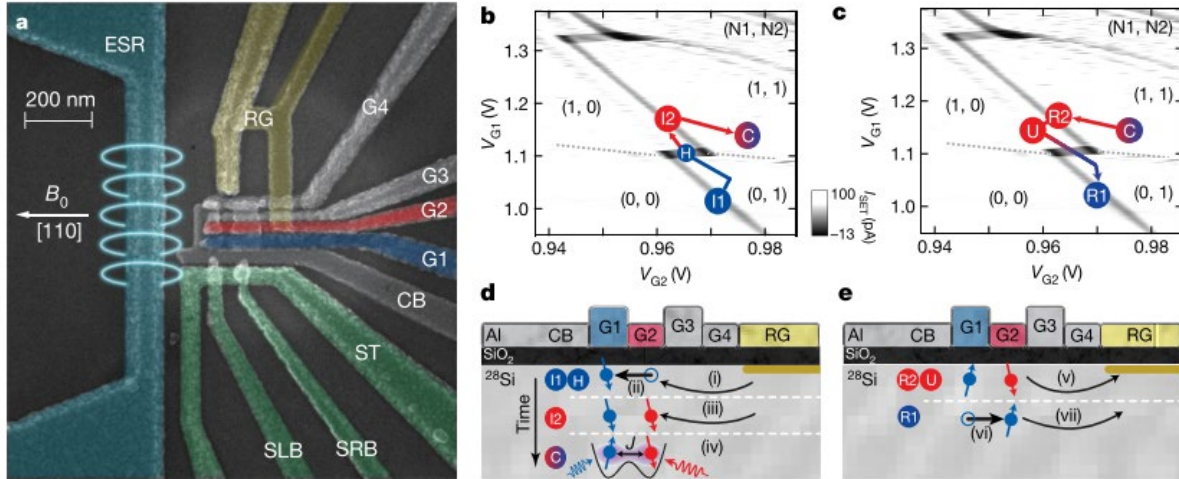 a
ESR
200 nm
B0
[110]
RG
G4
G3
G2
G1
CB
ST
SRB
SLB
b
VG1 (V)
1.3
1.2
1.1
1.0
(N1, N2)
(1, 0)
(1, 1)
(0, 0)
(0, 1)
I2
C
H
I1
0.94
0.96
0.98
VG2 (V)
100
-13
ISET (pA)
c
VG1 (V)
1.3
1.2
1.1
1.0
(N1, N2)
(1, 0)
(1, 1)
(0, 0)
(0, 1)
U
R2
C
R1
0.94
0.96
0.98
VG2 (V)
d
Al
CB
G1
G2
G3
G4
RG
SiO2
28Si
I1 H
(i)
(ii)
I2
(iii)
C
J
(iv)
Time
e
Al
CB
G1
G2
G3
G4
RG
SiO2
28Si
R2 U
(v)
R1
(vi)
(vii)